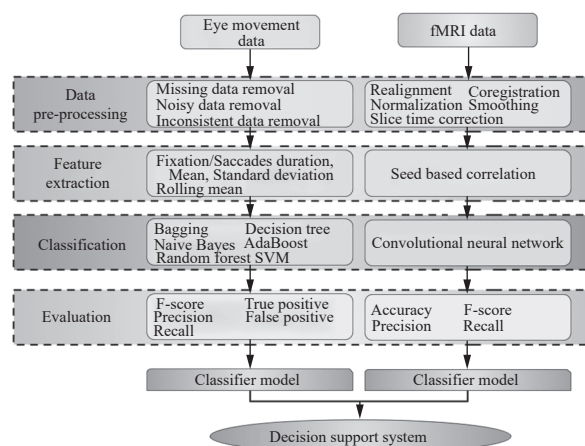 Eye movement
data
fMRI data
Data
pre-processing
Missing data removal
Noisy data removal
Inconsistent data removal
Realignment Coregistration
Normalization Smoothing
Slice time correction
Feature
extraction
Fixation/Saccades duration,
Mean, Standard deviation
Rolling mean
Seed based correlation
Classification
Bagging Decision tree
Naive Bayes AdaBoost
Random forest SVM
Convolutional neural network
Evaluation
F-score True positive
Precision False positive
Recall
Accuracy F-score
Precision Recall
Classifier model
Classifier model
Decision support system